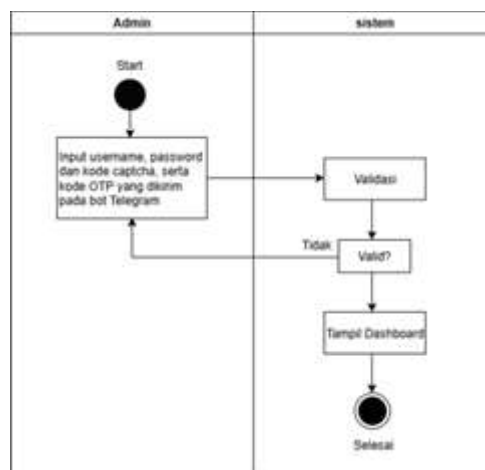 Admin
sistem
Start
Input username, password
dan kode captcha, serta
kode OTP yang dikirim
pada bot Telegram
Validasi
Tidak
Valid?
Tampil Dashboard
Selesai